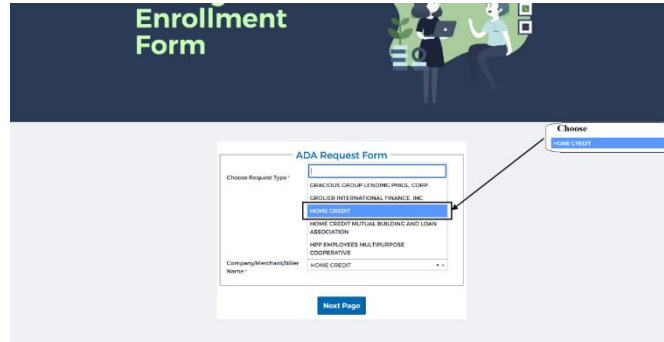 Enrollment
Form
Choose
HOME CREDIT
ADA Request Form
Choose Request Type *
GRACIOUS GROUP LENDING PHILS, CORP.
GROLIER INTERNATIONAL FINANCE, INC.
HOME CREDIT
HOME CREDIT MUTUAL BUILDING AND LOAN
ASSOCIATION
HPP EMPLOYEES MULTIPURPOSE
COOPERATIVE
Company/Merchant/Biller
Name *
HOME CREDIT
Next Page